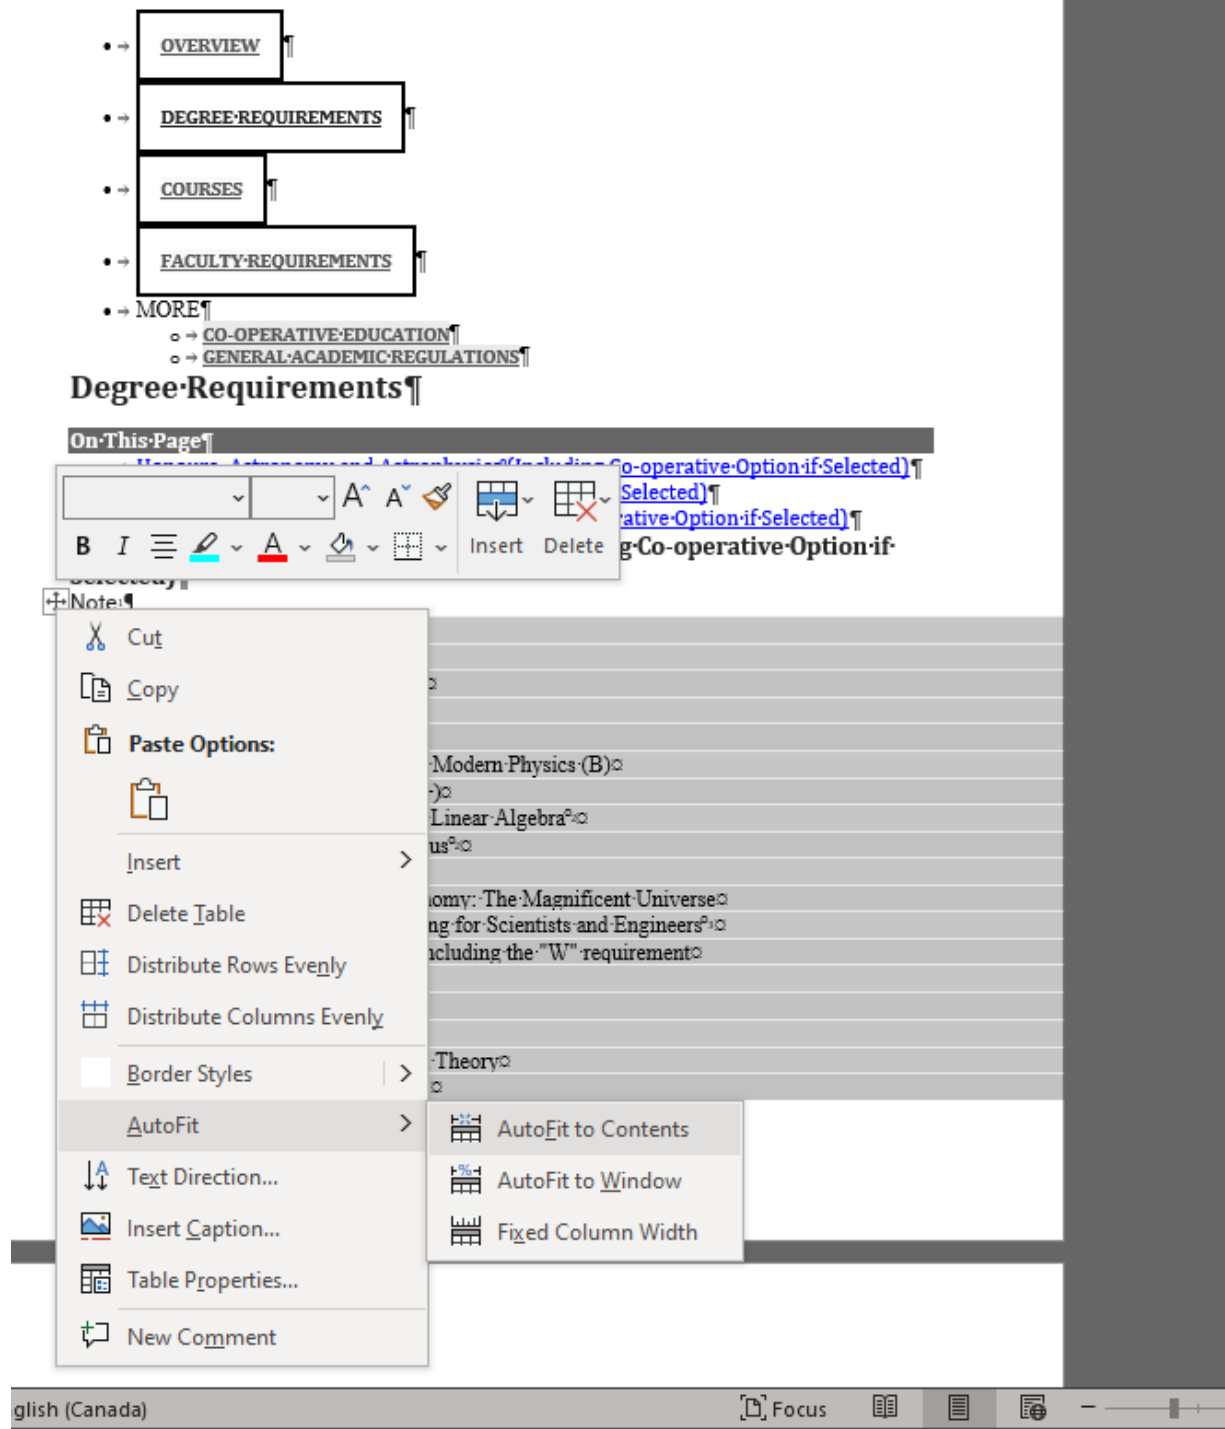 OVERVIEW¶
DEGREE·REQUIREMENTS¶
COURSES¶
FACULTY·REQUIREMENTS¶
MORE¶
CO-OPERATIVE·EDUCATION¶
GENERAL·ACADEMIC·REGULATIONS¶
Degree·Requirements¶
On·This·Page¶
Co-operative·Option·if·Selected)¶
Selected)¶
ative·Option·if·Selected)¶
g·Co-operative·Option·if·
Insert Delete
B I A
Note¶
Cut
Copy
Paste Options:
·Modern·Physics·(B)¤
·)¤
·Linear·Algebra
us
Insert
omy:·The·Magnificent·Universe¤
ng·for·Scientists·and·Engineers
ncluding·the·"W"·requirement¤
Delete Table
Distribute Rows Evenly
Distribute Columns Evenly
·Theory¤
Border Styles
AutoFit
AutoFit to Contents
Text Direction...
AutoFit to Window
Insert Caption...
Fixed Column Width
Table Properties...
New Comment
glish (Canada)
Focus